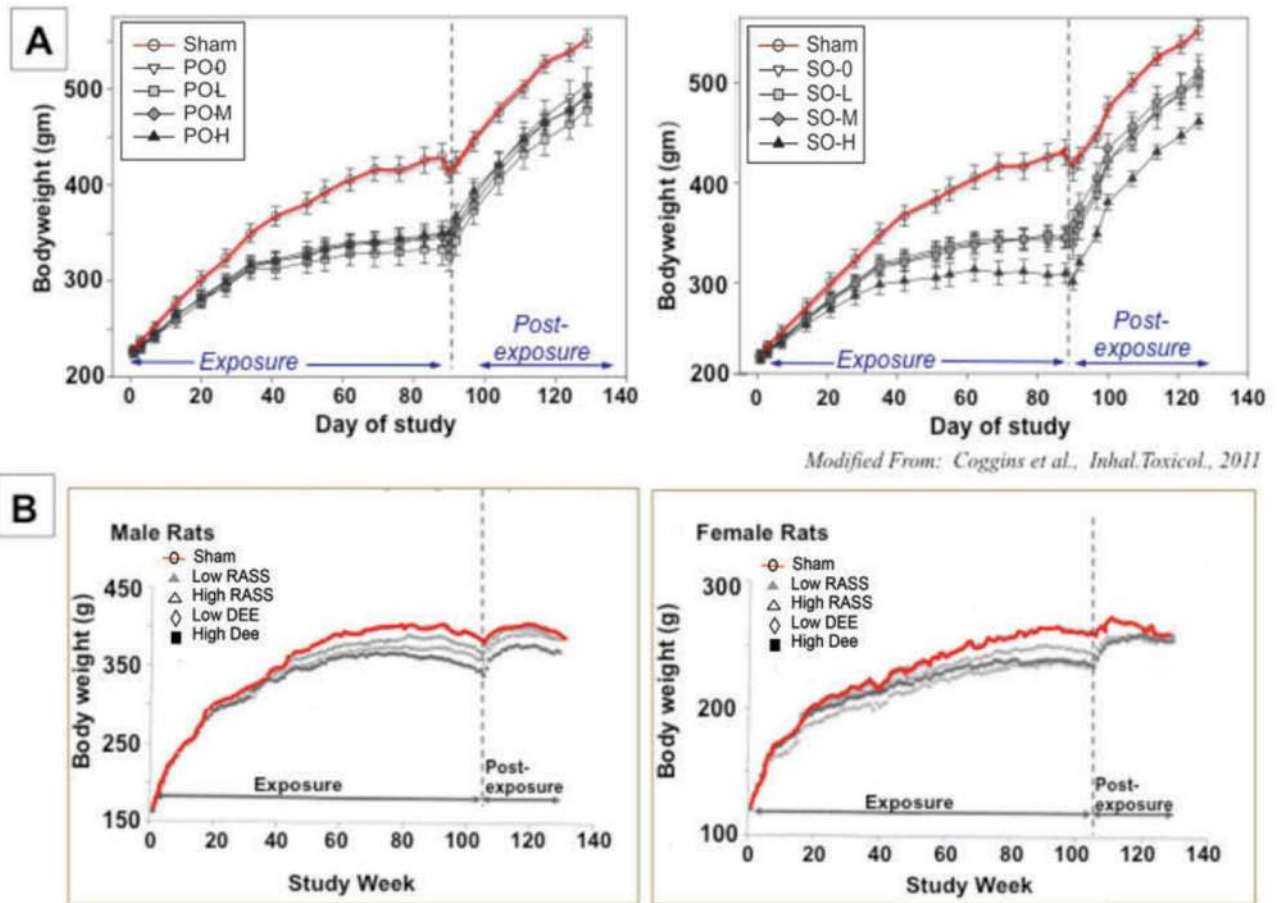 A
Sham
PO-0
PO-L
PO-M
PO-H
Bodyweight (gm)
500
400
300
200
Exposure
Post-
exposure
0 20 40 60 80 100 120 140
Day of study
Sham
SO-0
SO-L
SO-M
SO-H
Bodyweight (gm)
500
400
300
200
Exposure
Post-
exposure
0 20 40 60 80 100 120 140
Day of study
Modified From: Coggins et al., Inhal.Toxicol., 2011
B
Male Rats
Sham
Low RASS
High RASS
Low DEE
High Dee
Body weight (g)
450
350
250
150
Exposure
Post-
exposure
0 20 40 60 80 100 120 140
Study Week
Female Rats
Sham
Low RASS
High RASS
Low DEE
High Dee
Body weight (g)
300
200
100
Exposure
Post-
exposure
0 20 40 60 80 100 120 140
Study Week